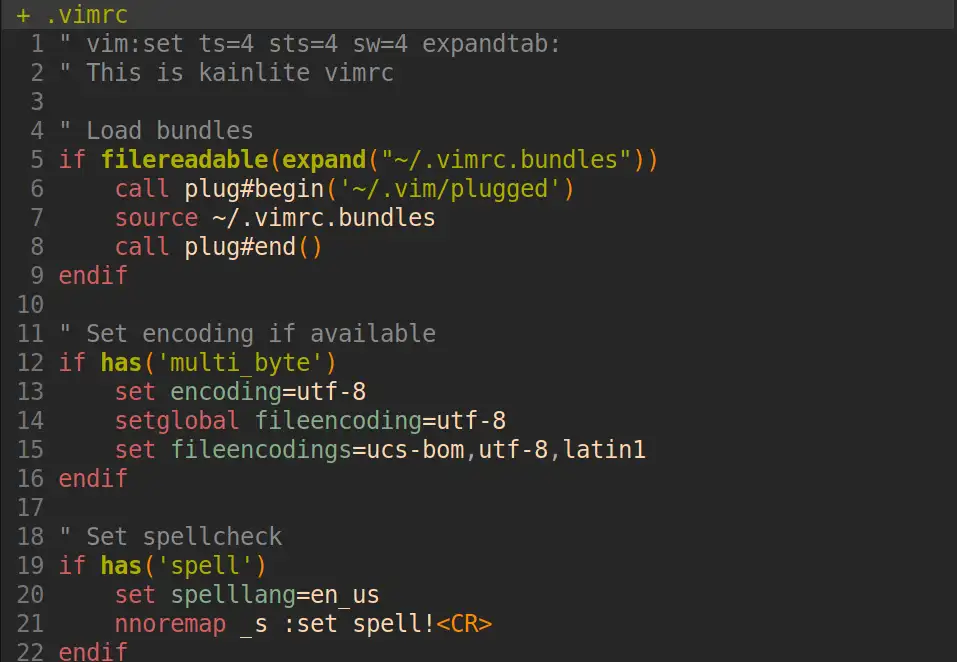 + .vimrc
1 " vim:set ts=4 sts=4 sw=4 expandtab:
2 " This is kainlite vimrc
3
4 " Load bundles
5 if filereadable(expand("~/.vimrc.bundles"))
6     call plug#begin('~/.vim/plugged')
7     source ~/.vimrc.bundles
8     call plug#end()
9 endif
10
11 " Set encoding if available
12 if has('multi_byte')
13     set encoding=utf-8
14     setglobal fileencoding=utf-8
15     set fileencodings=ucs-bom,utf-8,latin1
16 endif
17
18 " Set spellcheck
19 if has('spell')
20     set spelllang=en_us
21     nnoremap _s :set spell!<CR>
22 endif